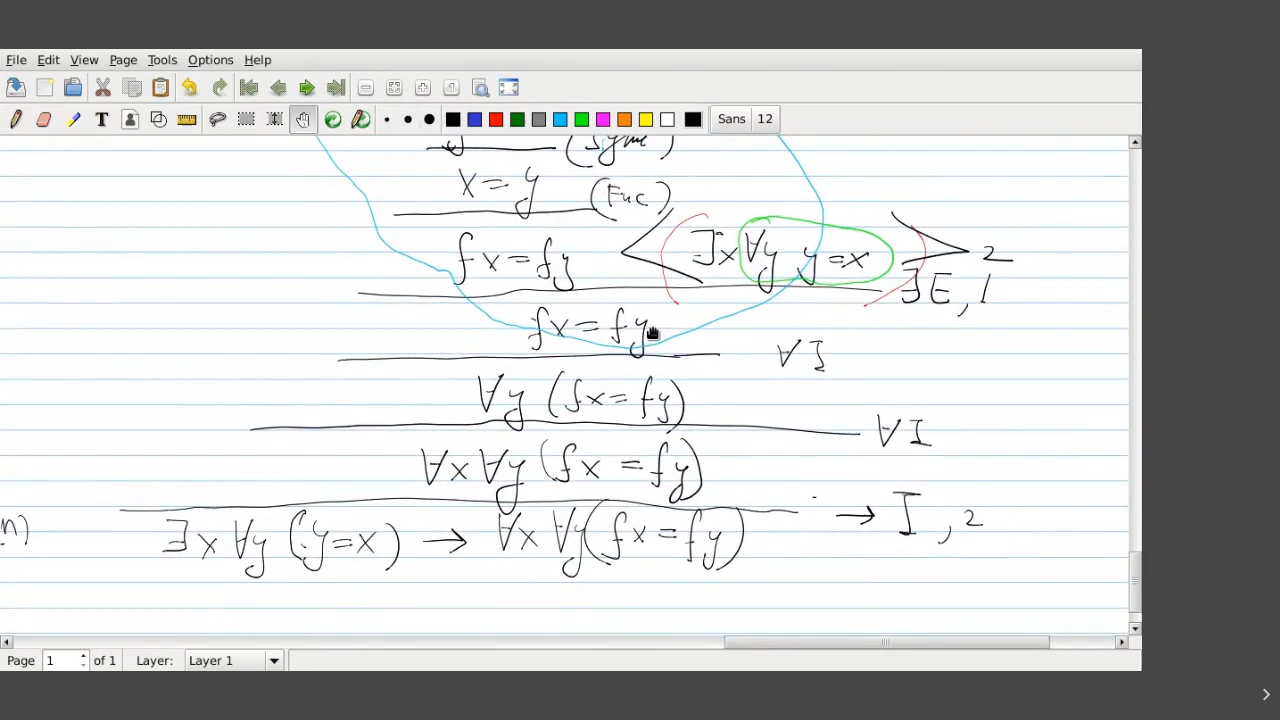 File Edit View Page Tools Options Help
Sans 12
x = y (Fnc)
fx = fy ∃x ∀y y=x 2
∃E, 1
fx = fy
∀I
∀y (fx = fy)
∀I
∀x ∀y (fx = fy)
→ I, 2
∃x ∀y (y=x) → ∀x ∀y (fx = fy)
Page 1 of 1 Layer: Layer 1